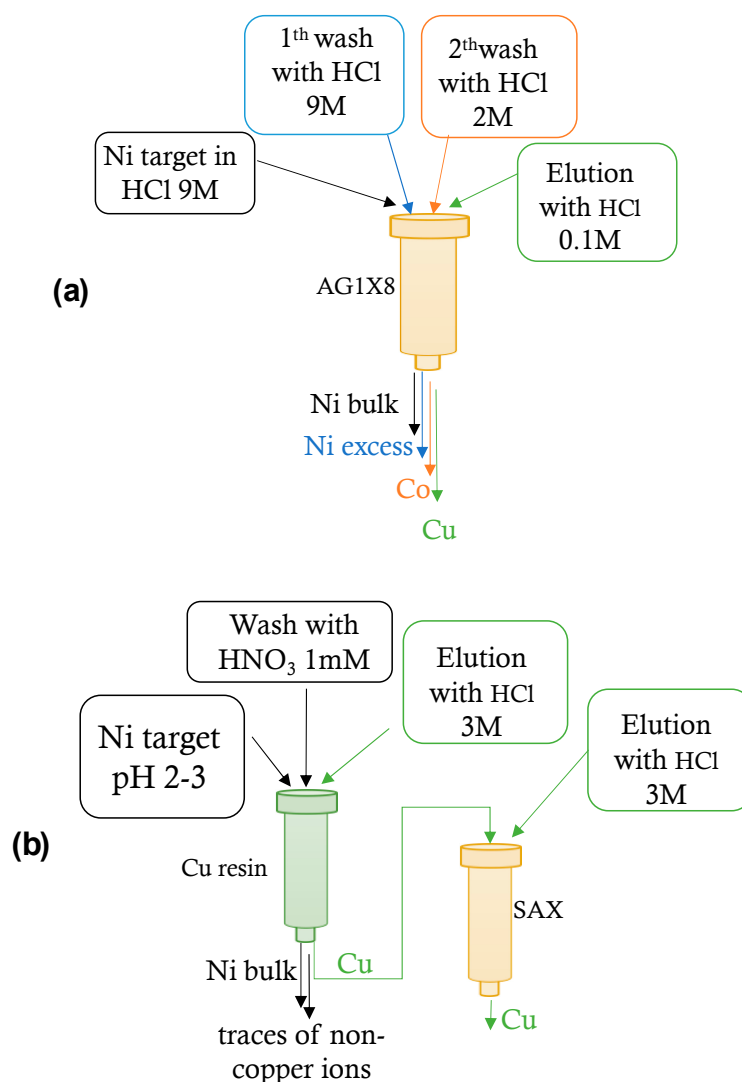 1th wash
with HCl
9M
2thwash
with HCl
2M
Ni target in
HCl 9M
Elution
with HCl
0.1M
(a)
AG1X8
Ni bulk
Ni excess
Co
Cu
Wash with
HNO₃ 1mM
Elution
with HCl
3M
Ni target
pH 2-3
Elution
with HCl
3M
(b)
Cu resin
SAX
Ni bulk
Cu
Cu
traces of non-
copper ions